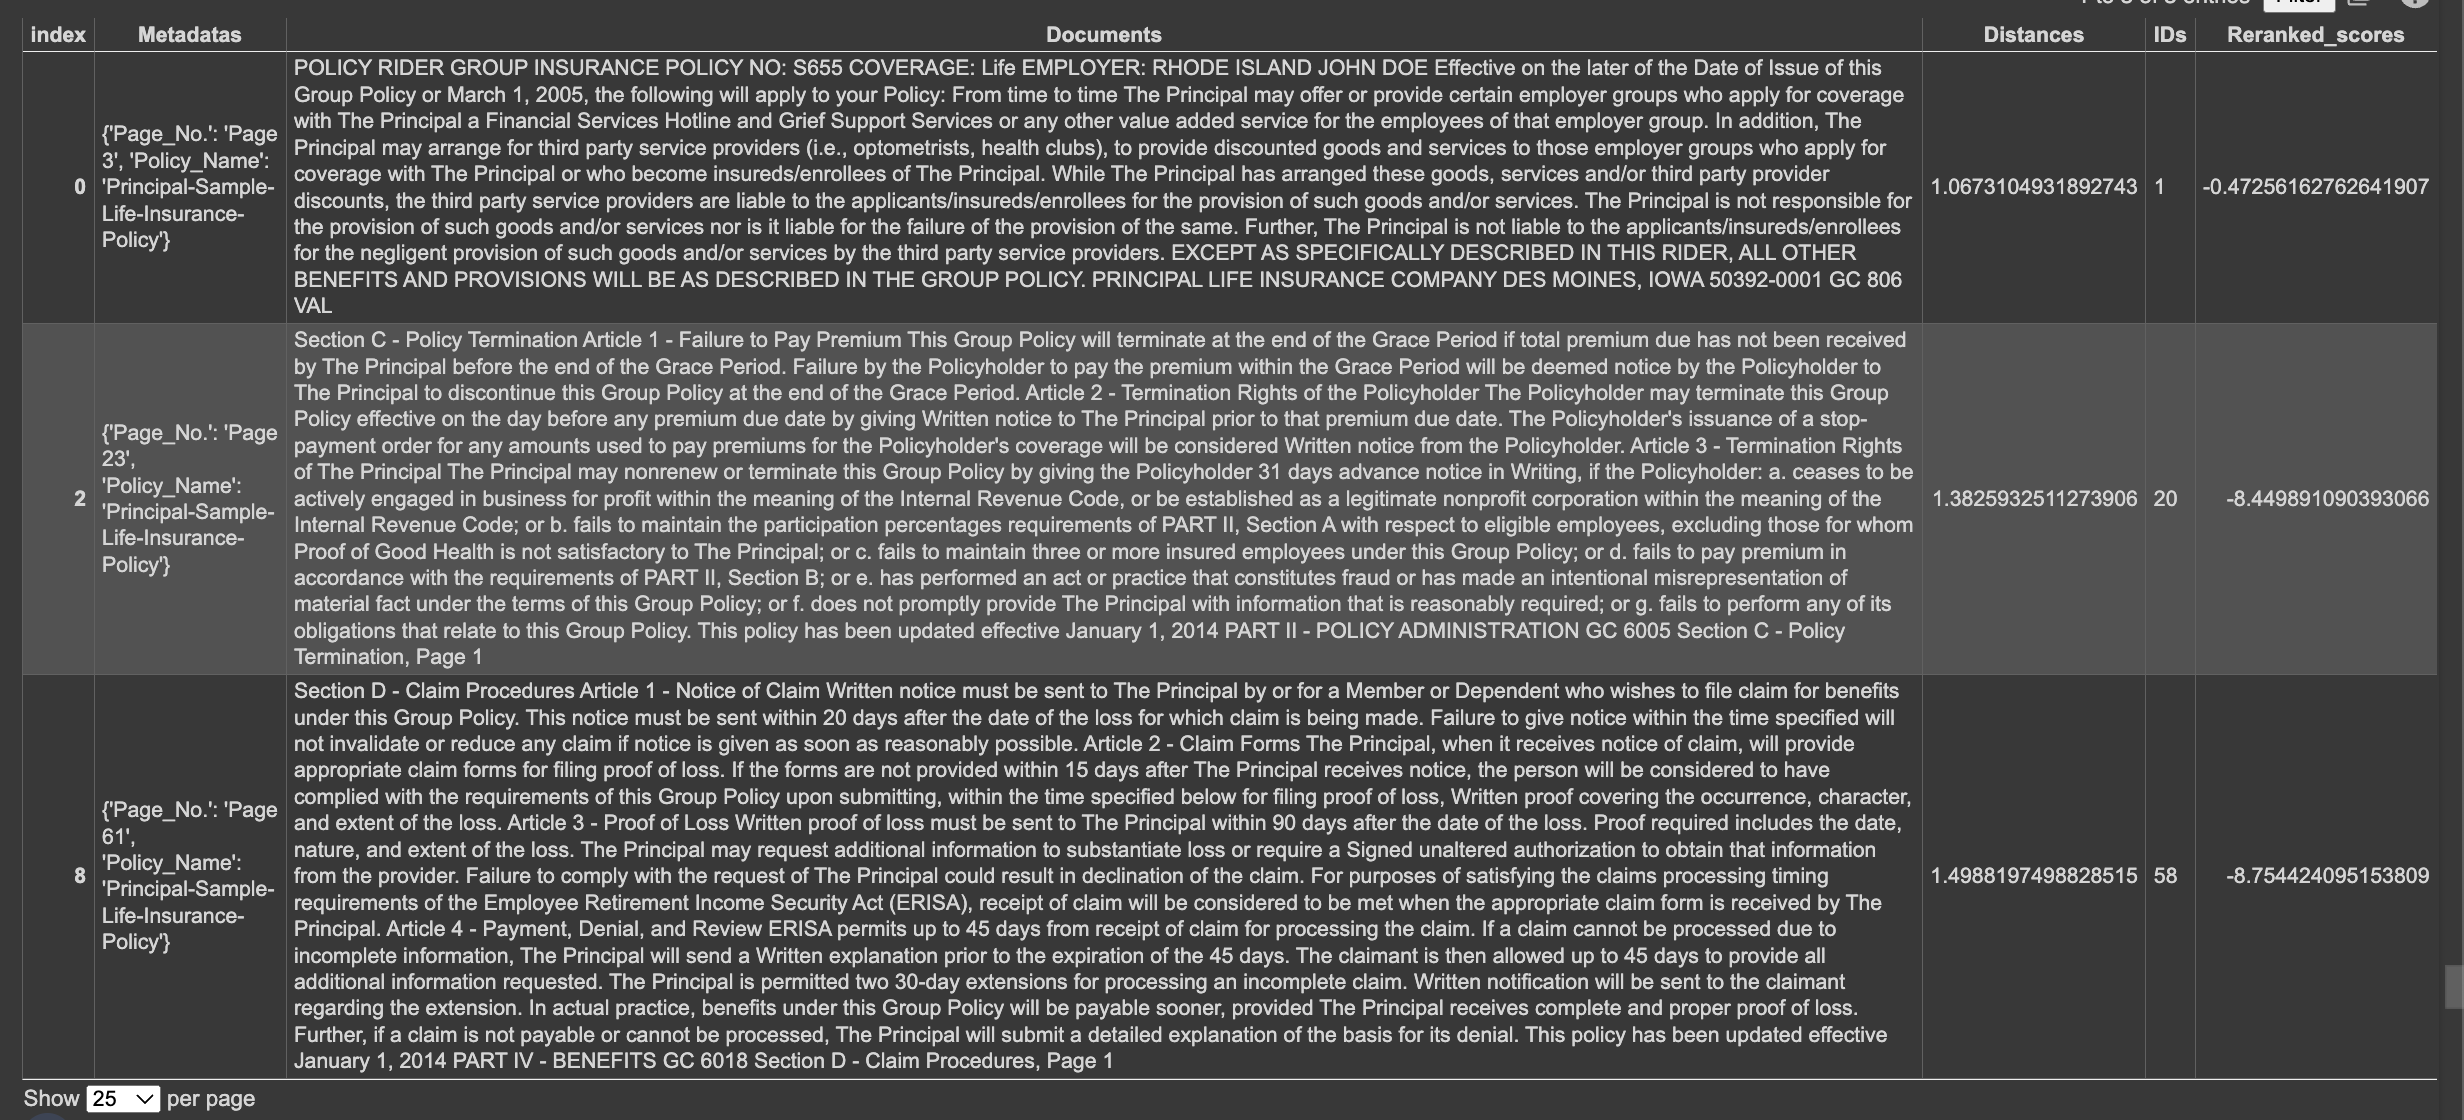 index Metadatas Documents Distances IDs Reranked_scores
0
{'Page_No.': 'Page
3', 'Policy_Name':
'Principal-Sample-
Life-Insurance-
Policy'}
POLICY RIDER GROUP INSURANCE POLICY NO: S655 COVERAGE: Life EMPLOYER: RHODE ISLAND JOHN DOE Effective on the later of the Date of Issue of this
Group Policy or March 1, 2005, the following will apply to your Policy: From time to time The Principal may offer or provide certain employer groups who apply for coverage
with The Principal a Financial Services Hotline and Grief Support Services or any other value added service for the employees of that employer group. In addition, The
Principal may arrange for third party service providers (i.e., optometrists, health clubs), to provide discounted goods and services to those employer groups who apply for
coverage with The Principal or who become insureds/enrollees of The Principal. While The Principal has arranged these goods, services and/or third party provider
discounts, the third party service providers are liable to the applicants/insureds/enrollees for the provision of such goods and/or services. The Principal is not responsible for
the provision of such goods and/or services nor is it liable for the failure of the provision of the same. Further, The Principal is not liable to the applicants/insureds/enrollees
for the negligent provision of such goods and/or services by the third party service providers. EXCEPT AS SPECIFICALLY DESCRIBED IN THIS RIDER, ALL OTHER
BENEFITS AND PROVISIONS WILL BE AS DESCRIBED IN THE GROUP POLICY. PRINCIPAL LIFE INSURANCE COMPANY DES MOINES, IOWA 50392-0001 GC 806
VAL
1.0673104931892743 1 -0.47256162762641907
2
{'Page_No.': 'Page
23',
'Policy_Name':
'Principal-Sample-
Life-Insurance-
Policy'}
Section C - Policy Termination Article 1 - Failure to Pay Premium This Group Policy will terminate at the end of the Grace Period if total premium due has not been received
by The Principal before the end of the Grace Period. Failure by the Policyholder to pay the premium within the Grace Period will be deemed notice by the Policyholder to
The Principal to discontinue this Group Policy at the end of the Grace Period. Article 2 - Termination Rights of the Policyholder The Policyholder may terminate this Group
Policy effective on the day before any premium due date by giving Written notice to The Principal prior to that premium due date. The Policyholder's issuance of a stop-
payment order for any amounts used to pay premiums for the Policyholder's coverage will be considered Written notice from the Policyholder. Article 3 - Termination Rights
of The Principal The Principal may nonrenew or terminate this Group Policy by giving the Policyholder 31 days advance notice in Writing, if the Policyholder: a. ceases to be
actively engaged in business for profit within the meaning of the Internal Revenue Code, or be established as a legitimate nonprofit corporation within the meaning of the
Internal Revenue Code; or b. fails to maintain the participation percentages requirements of PART II, Section A with respect to eligible employees, excluding those for whom
Proof of Good Health is not satisfactory to The Principal; or c. fails to maintain three or more insured employees under this Group Policy; or d. fails to pay premium in
accordance with the requirements of PART II, Section B; or e. has performed an act or practice that constitutes fraud or has made an intentional misrepresentation of
material fact under the terms of this Group Policy; or f. does not promptly provide The Principal with information that is reasonably required; or g. fails to perform any of its
obligations that relate to this Group Policy. This policy has been updated effective January 1, 2014 PART II - POLICY ADMINISTRATION GC 6005 Section C - Policy
Termination, Page 1
1.3825932511273906 20 -8.449891090393066
8
{'Page_No.': 'Page
61',
'Policy_Name':
'Principal-Sample-
Life-Insurance-
Policy'}
Section D - Claim Procedures Article 1 - Notice of Claim Written notice must be sent to The Principal by or for a Member or Dependent who wishes to file claim for benefits
under this Group Policy. This notice must be sent within 20 days after the date of the loss for which claim is being made. Failure to give notice within the time specified will
not invalidate or reduce any claim if notice is given as soon as reasonably possible. Article 2 - Claim Forms The Principal, when it receives notice of claim, will provide
appropriate claim forms for filing proof of loss. If the forms are not provided within 15 days after The Principal receives notice, the person will be considered to have
complied with the requirements of this Group Policy upon submitting, within the time specified below for filing proof of loss, Written proof covering the occurrence, character,
and extent of the loss. Article 3 - Proof of Loss Written proof of loss must be sent to The Principal within 90 days after the date of the loss. Proof required includes the date,
nature, and extent of the loss. The Principal may request additional information to substantiate loss or require a Signed unaltered authorization to obtain that information
from the provider. Failure to comply with the request of The Principal could result in declination of the claim. For purposes of satisfying the claims processing timing
requirements of the Employee Retirement Income Security Act (ERISA), receipt of claim will be considered to be met when the appropriate claim form is received by The
Principal. Article 4 - Payment, Denial, and Review ERISA permits up to 45 days from receipt of claim for processing the claim. If a claim cannot be processed due to
incomplete information, The Principal will send a Written explanation prior to the expiration of the 45 days. The claimant is then allowed up to 45 days to provide all
additional information requested. The Principal is permitted two 30-day extensions for processing an incomplete claim. Written notification will be sent to the claimant
regarding the extension. In actual practice, benefits under this Group Policy will be payable sooner, provided The Principal receives complete and proper proof of loss.
Further, if a claim is not payable or cannot be processed, The Principal will submit a detailed explanation of the basis for its denial. This policy has been updated effective
January 1, 2014 PART IV - BENEFITS GC 6018 Section D - Claim Procedures, Page 1
1.4988197498828515 58 -8.754424095153809
Show 25 per page